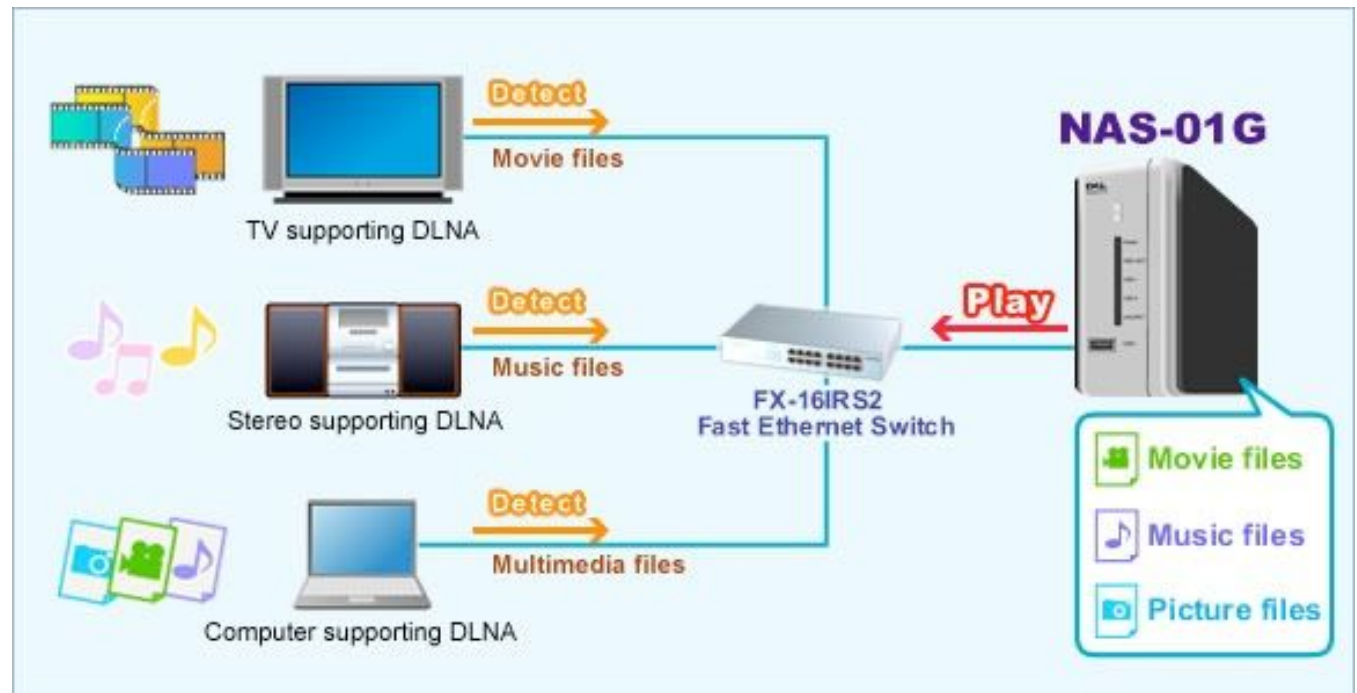 Detect
Movie files
TV supporting DLNA
NAS-01G
Detect
Music files
Stereo supporting DLNA
Play
FX-16IRS2
Fast Ethernet Switch
Detect
Multimedia files
Computer supporting DLNA
Movie files
Music files
Picture files